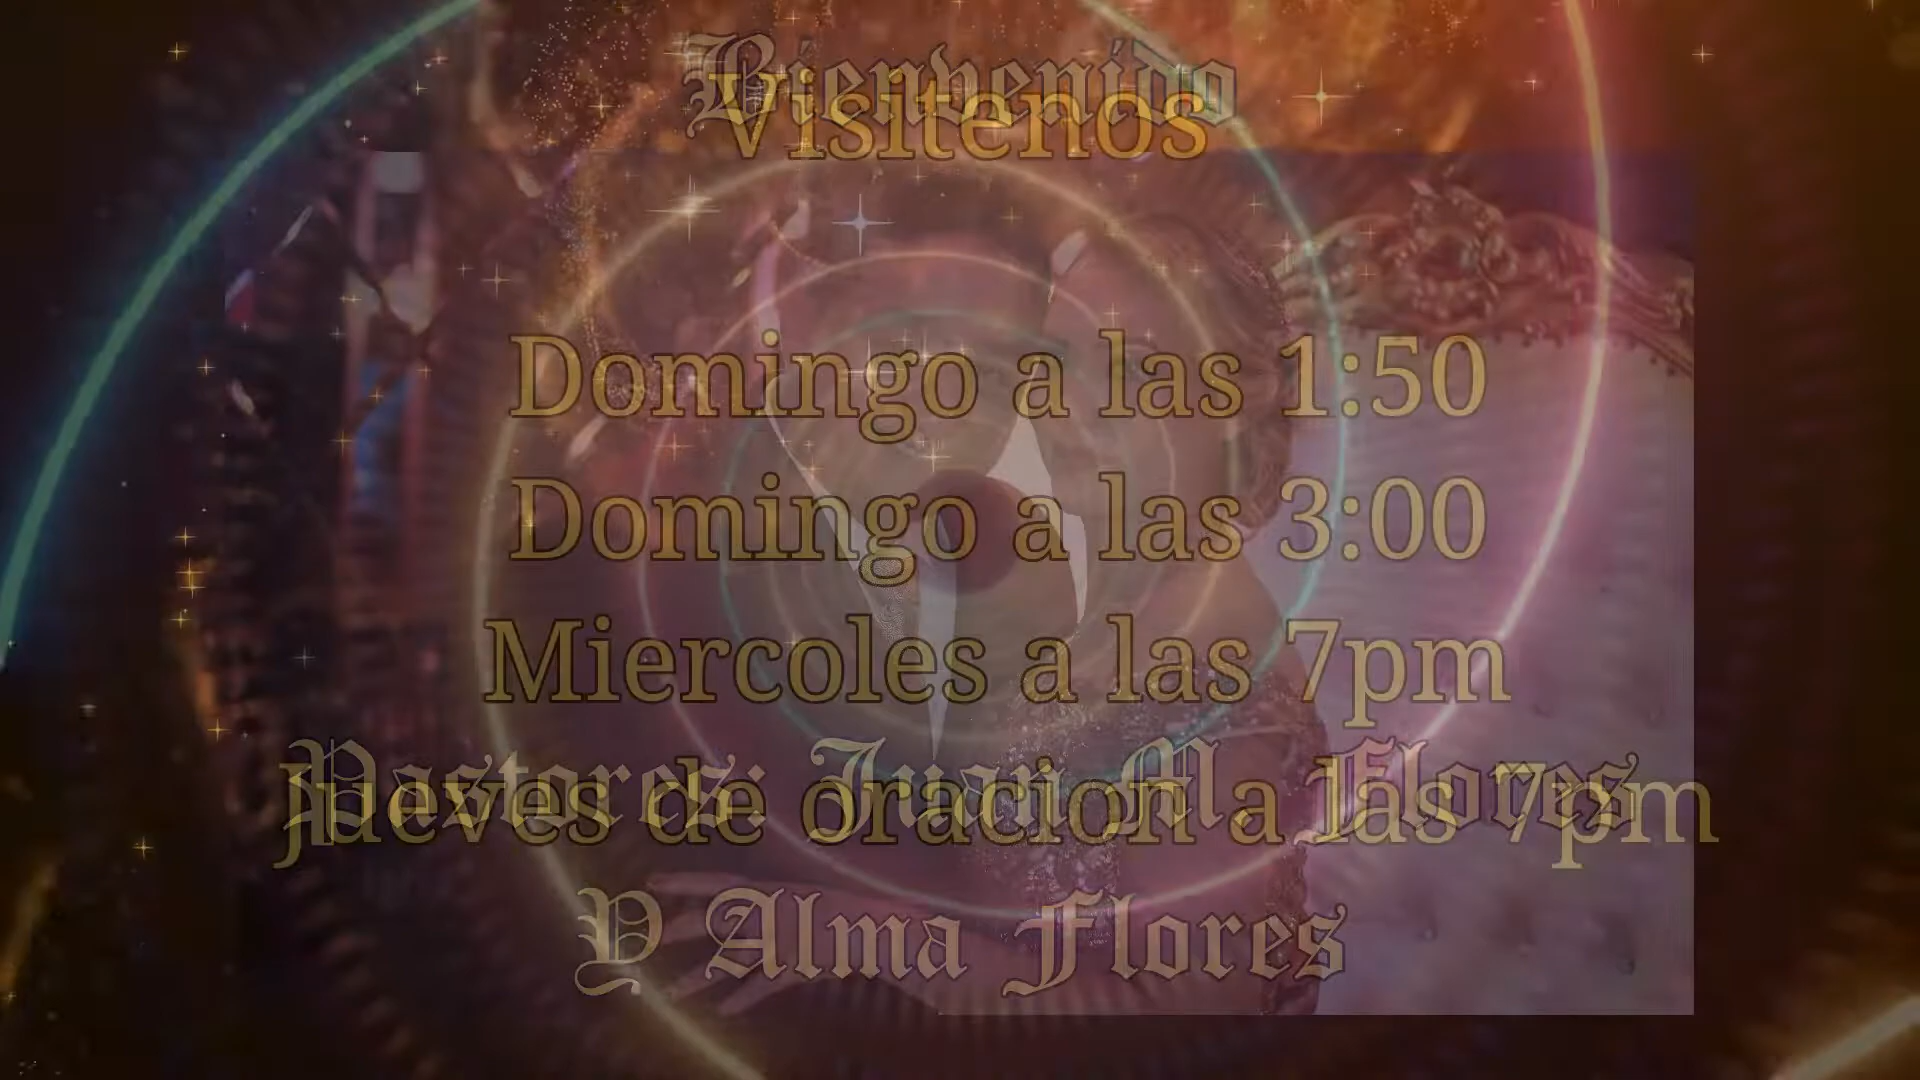 Bienvenido
Visitenos
Domingo a las 1:50
Domingo a las 3:00
Miercoles a las 7pm
Pastores: Juan M. Flores
Jueves de oracion a las 7pm
Y Alma Flores